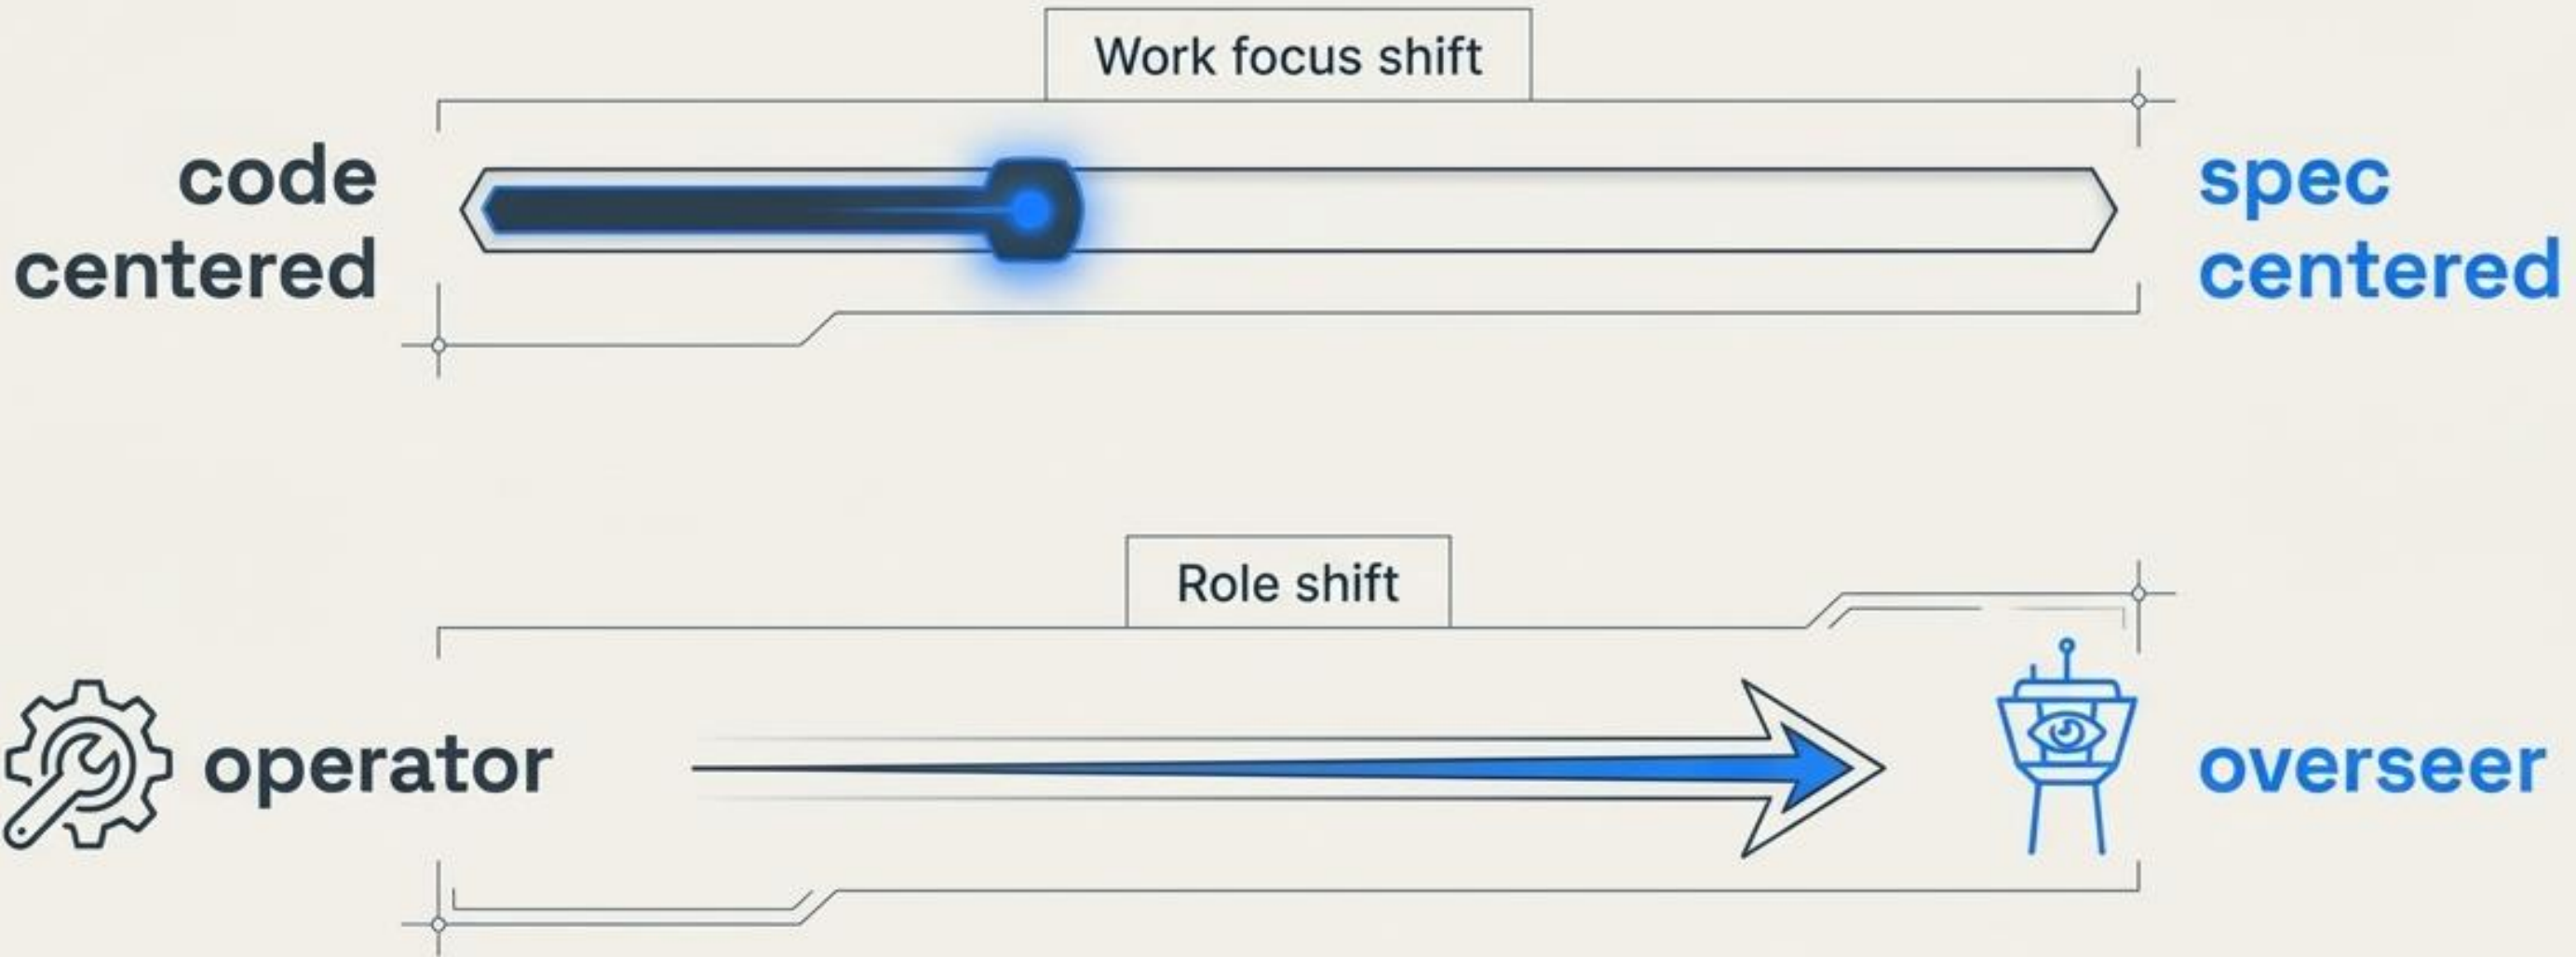 Work focus shift
code
centered
spec
centered
Role shift
operator
overseer